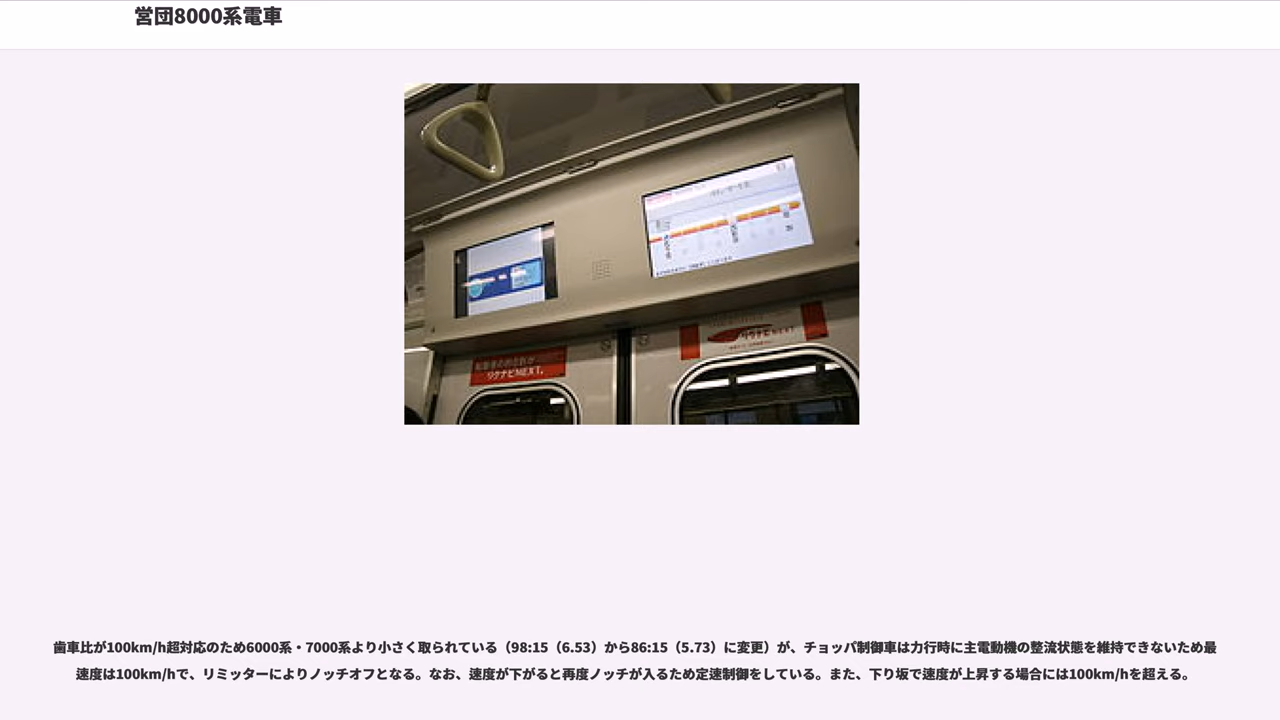 営団8000系電車
リクナビNEXT.
リクナビNEXT
歯車比が100km/h超対応のため6000系・7000系より小さく取られている（98:15（6.53）から86:15（5.73）に変更）が、チョッパ制御車は力行時に主電動機の整流状態を維持できないため最
速度は100km/hで、リミッターによりノッチオフとなる。なお、速度が下がると再度ノッチが入るため定速制御をしている。また、下り坂で速度が上昇する場合には100km/hを超える。